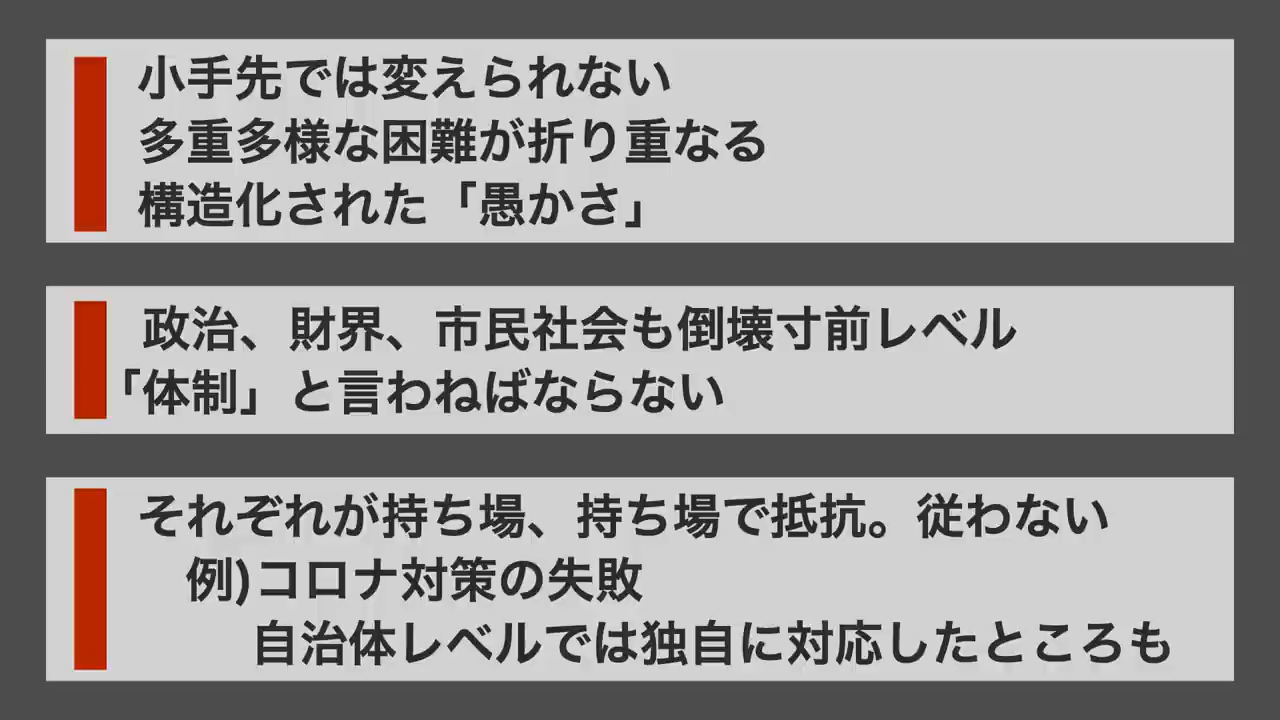 小手先では変えられない
多重多様な困難が折り重なる
構造化された「愚かさ」
政治、財界、市民社会も倒壊寸前レベル
「体制」と言わねばならない
それぞれが持ち場、持ち場で抵抗。従わない
例)コロナ対策の失敗
自治体レベルでは独自に対応したところも